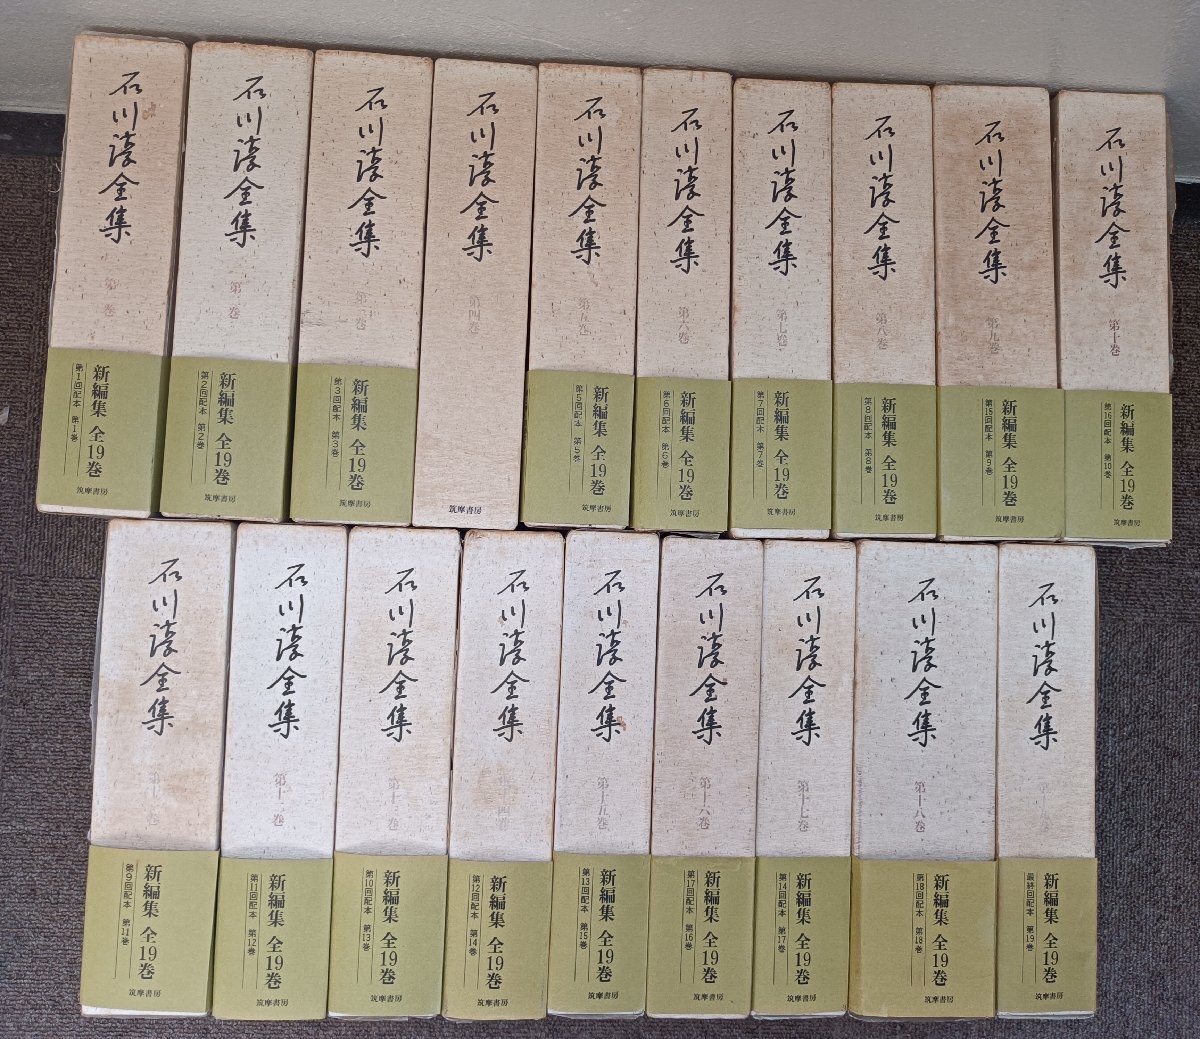 石川淳全集
第一巻
新編集 全19巻
第1回配本 第1巻
筑摩書房
石川淳全集
第二巻
新編集 全19巻
第2回配本 第2巻
筑摩書房
石川淳全集
第三巻
新編集 全19巻
第3回配本 第3巻
筑摩書房
石川淳全集
第四巻
筑摩書房
石川淳全集
第五巻
新編集 全19巻
第5回配本 第5巻
筑摩書房
石川淳全集
第六巻
新編集 全19巻
第6回配本 第6巻
筑摩書房
石川淳全集
第七巻
新編集 全19巻
第7回配本 第7巻
筑摩書房
石川淳全集
第八巻
新編集 全19巻
第8回配本 第8巻
筑摩書房
石川淳全集
第九巻
新編集 全19巻
第15回配本 第9巻
筑摩書房
石川淳全集
第十巻
新編集 全19巻
第16回配本 第10巻
筑摩書房
石川淳全集
第十一巻
新編集 全19巻
第9回配本 第11巻
筑摩書房
石川淳全集
第十二巻
新編集 全19巻
第11回配本 第12巻
筑摩書房
石川淳全集
第十三巻
新編集 全19巻
第10回配本 第13巻
筑摩書房
石川淳全集
第十四巻
新編集 全19巻
第12回配本 第14巻
筑摩書房
石川淳全集
第十五巻
新編集 全19巻
第13回配本 第15巻
筑摩書房
石川淳全集
第十六巻
新編集 全19巻
第17回配本 第16巻
筑摩書房
石川淳全集
第十七巻
新編集 全19巻
第14回配本 第17巻
筑摩書房
石川淳全集
第十八巻
新編集 全19巻
第18回配本 第18巻
筑摩書房
石川淳全集
第十九巻
新編集 全19巻
最終回配本 第19巻
筑摩書房